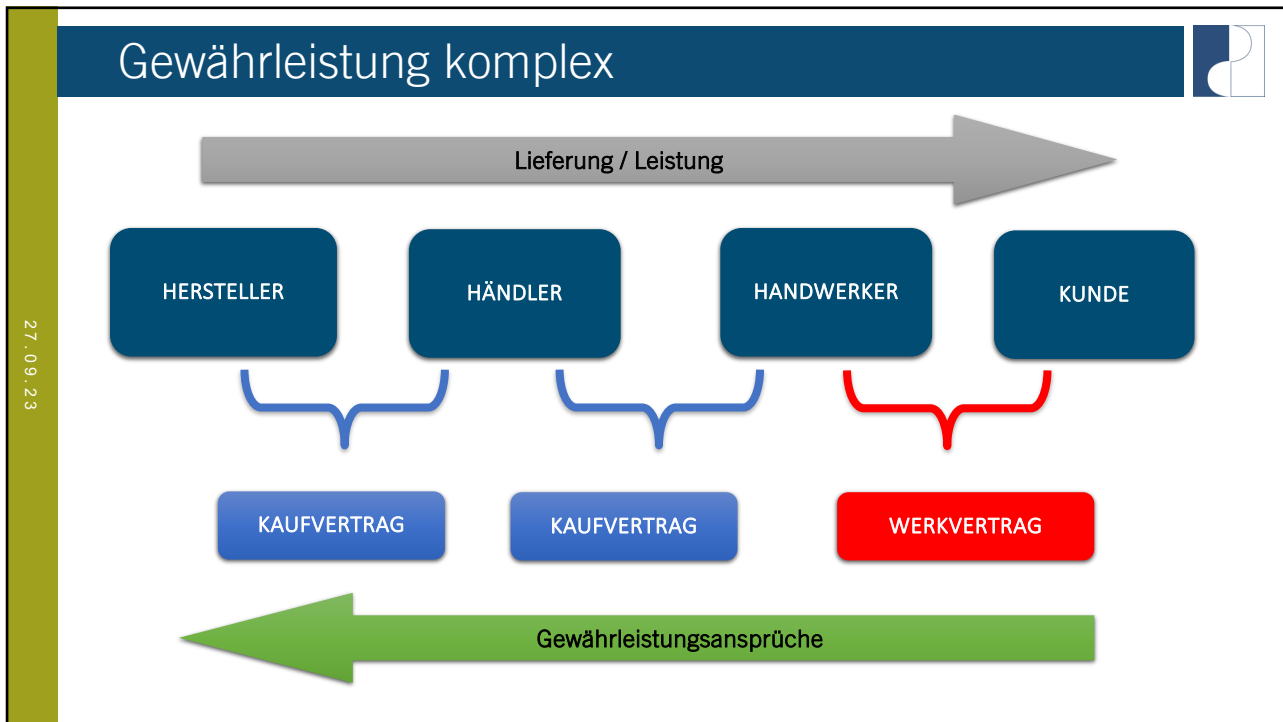 Gewährleistung komplex
Lieferung / Leistung
HERSTELLER
HÄNDLER
HANDWERKER
KUNDE
27.09.23
KAUFVERTRAG
KAUFVERTRAG
WERKVERTRAG
Gewährleistungsansprüche